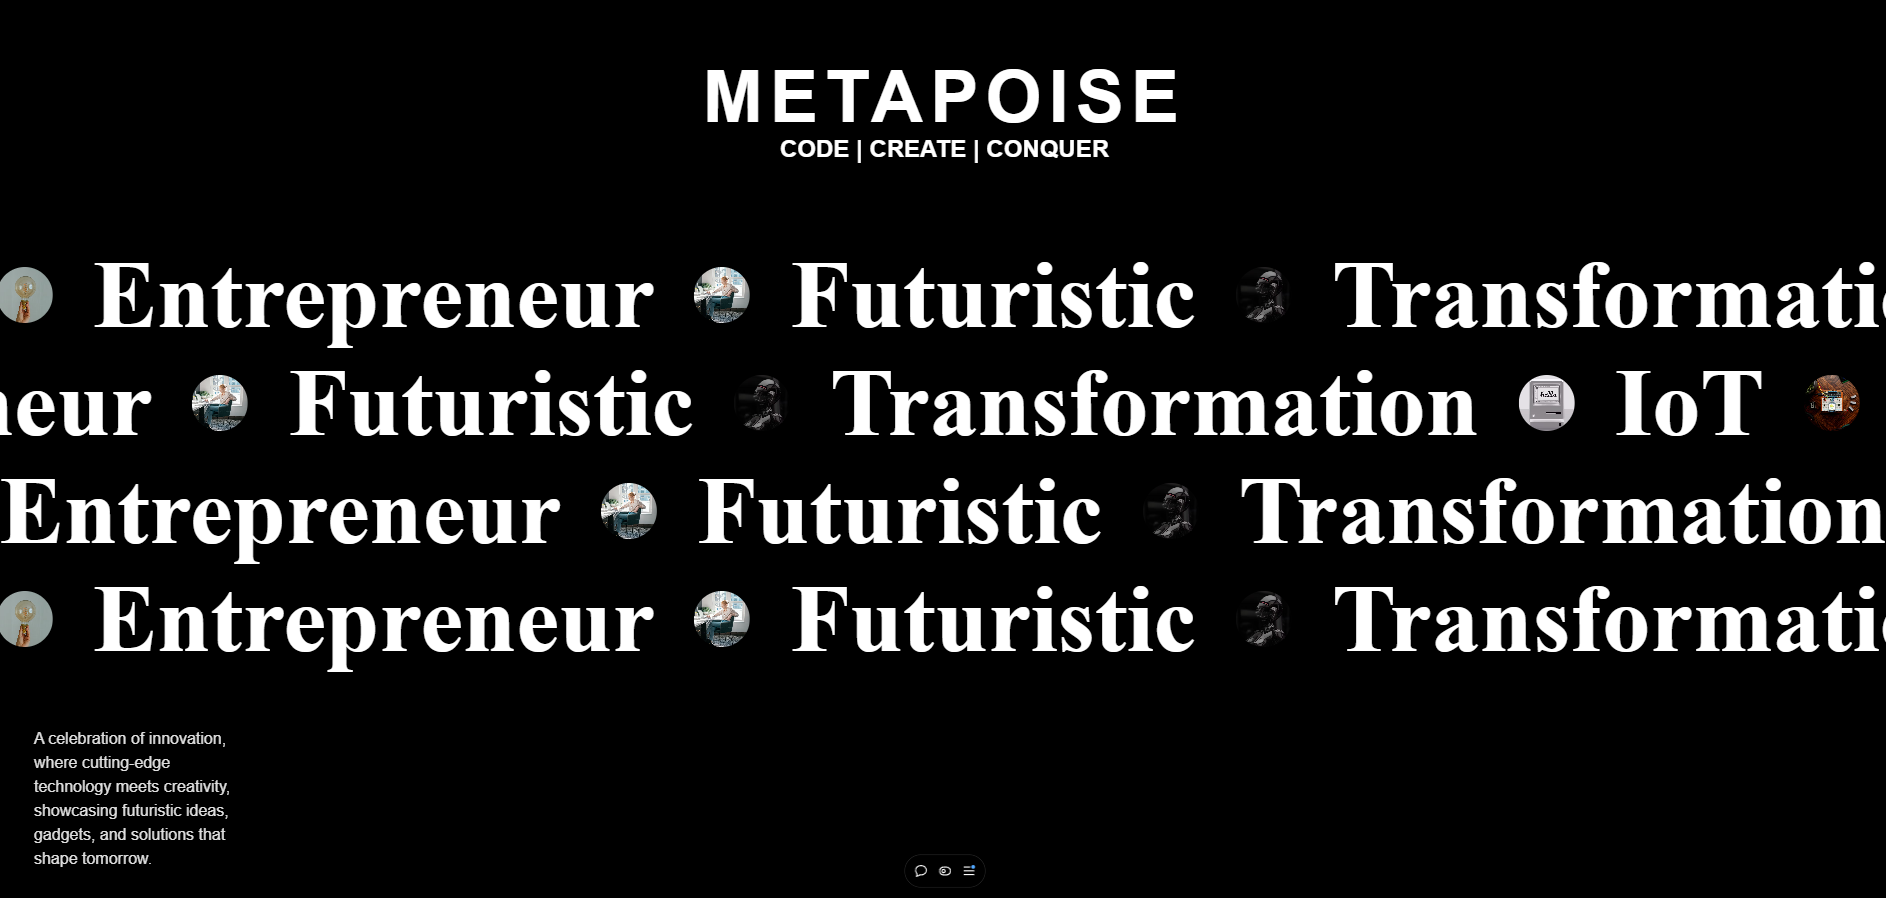 METAPOISE
CODE | CREATE | CONQUER
Entrepreneur Futuristic Transformati
neur Futuristic Transformation IoT
Entrepreneur Futuristic Transformation
Entrepreneur Futuristic Transformati
A celebration of innovation,
where cutting-edge
technology meets creativity,
showcasing futuristic ideas,
gadgets, and solutions that
shape tomorrow.